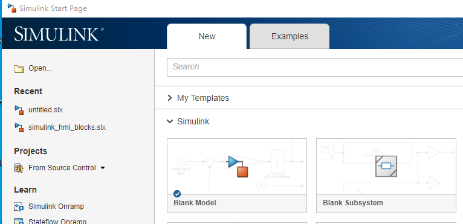 Simulink Start Page
SIMULINK®
New
Examples
Open...
Search
Recent
My Templates
untitled.slx
Simulink
simulink_hmi_blocks.slx
Projects
From Source Control
Blank Model
Blank Subsystem
Learn
Simulink Onramp
Stateflow Onramp